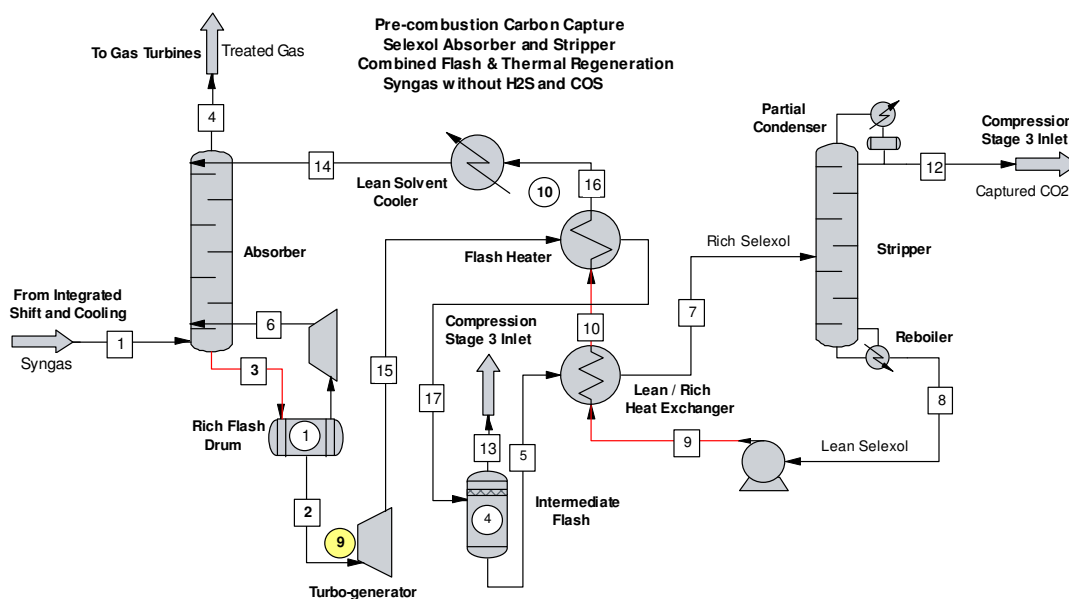 Pre-combustion Carbon Capture
Selexol Absorber and Stripper
Combined Flash & Thermal Regeneration
Syngas without H2S and COS
To Gas Turbines
Treated Gas
4
14
Lean Solvent
Cooler
10
16
Partial
Condenser
12
Compression
Stage 3 Inlet
Captured CO2
Absorber
Flash Heater
Rich Selexol
Stripper
From Integrated
Shift and Cooling
1
Syngas
6
3
Rich Flash
Drum
1
2
9
Turbo-generator
15
17
Compression
Stage 3 Inlet
13
5
4
Intermediate
Flash
10
Lean / Rich
Heat Exchanger
7
9
Lean Selexol
Reboiler
8